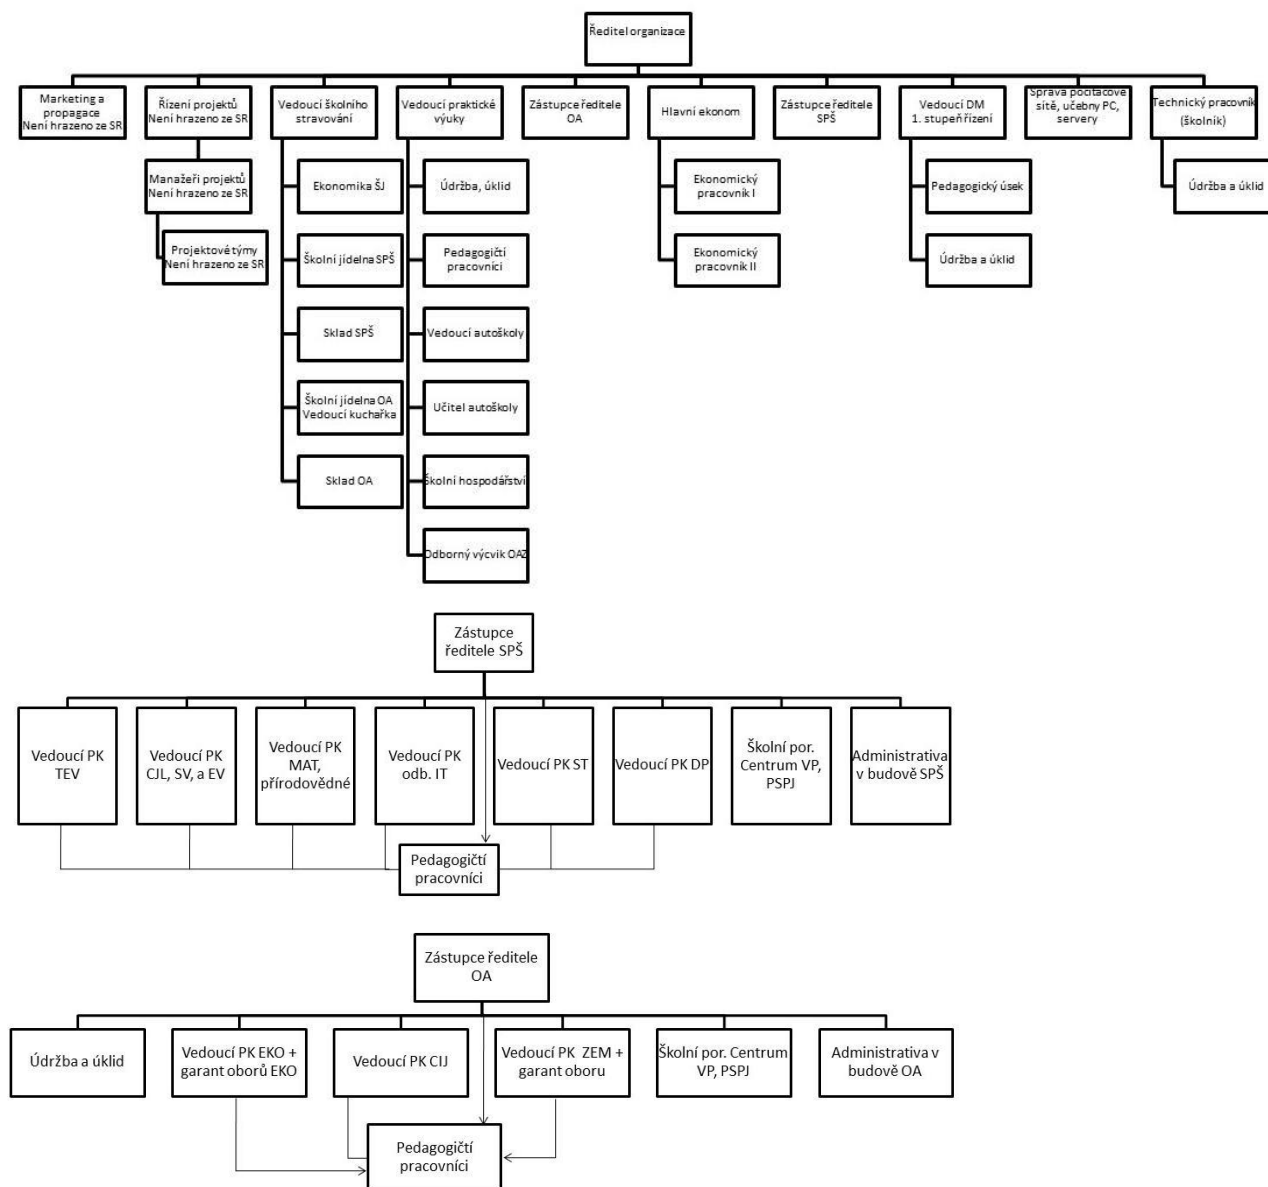 Ředitel organizace
Marketing a
propagace
Není hrazeno ze SR
Řízení projektů
Není hrazeno ze SR
Vedoucí školního
stravování
Vedoucí praktické
výuky
Zástupce ředitele
OA
Hlavní ekonom
Zástupce ředitele
SPŠ
Vedoucí DM
1. stupeň řízení
Správa počítačové
sítě, učebny PC,
servery
Technický pracovník
(školník)
Manažeři projektů
Není hrazeno ze SR
Ekonomika ŠJ
Údržba, úklid
Ekonomický
pracovník I
Pedagogický úsek
Údržba a úklid
Projektové týmy
Není hrazeno ze SR
Školní jídelna SPŠ
Pedagogičtí
pracovníci
Ekonomický
pracovník II
Údržba a úklid
Sklad SPŠ
Vedoucí autoškoly
Školní jídelna OA
Vedoucí kuchařka
Učitel autoškoly
Sklad OA
Školní hospodářství
Odborný výcvik OAZ
Zástupce
ředitele SPŠ
Vedoucí PK
TEV
Vedoucí PK
CJL, SV, a EV
Vedoucí PK
MAT,
přírodovědné
Vedoucí PK
odb. IT
Vedoucí PK ST
Vedoucí PK DP
Školní por.
Centrum VP,
PSPJ
Administrativa
v budově SPŠ
Pedagogičtí
pracovníci
Zástupce ředitele
OA
Údržba a úklid
Vedoucí PK EKO +
garant oborů EKO
Vedoucí PK CIJ
Vedoucí PK ZEM +
garant oboru
Školní por. Centrum
VP, PSPJ
Administrativa v
budově OA
Pedagogičtí
pracovníci